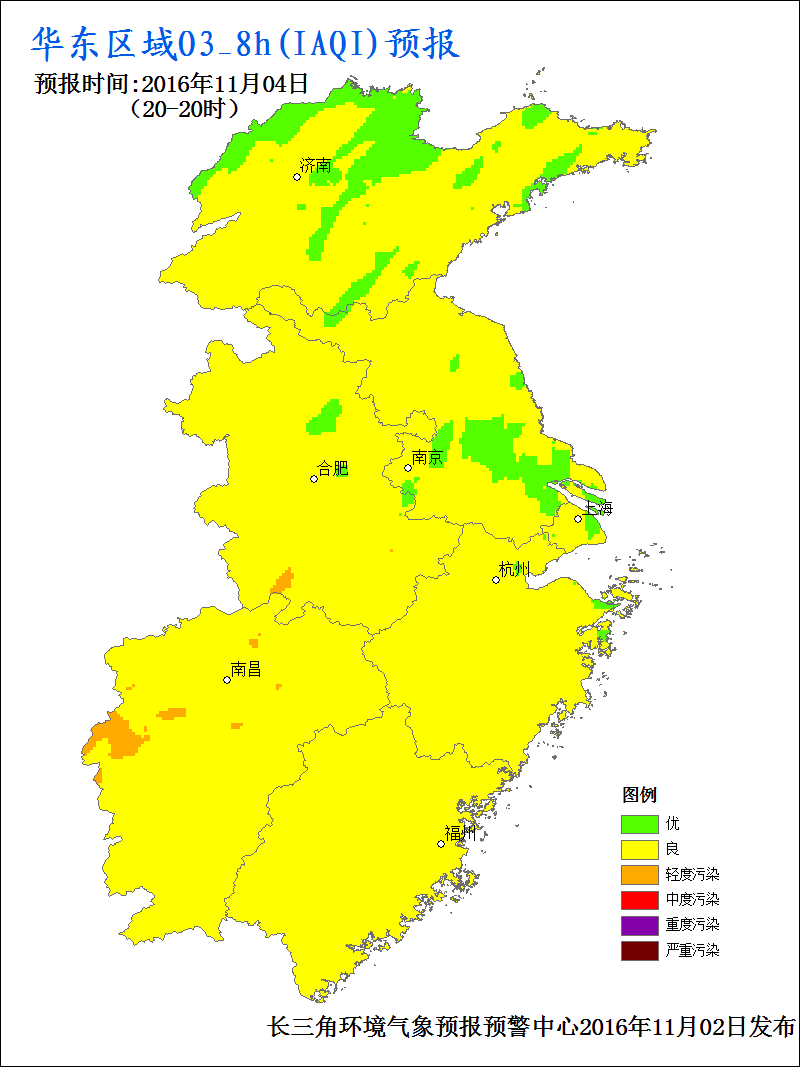 华东区域O3_8h(IAQI)预报
预报时间:2016年11月04日
（20-20时）
济南
南京
合肥
上海
杭州
南昌
福州
图例
优
良
轻度污染
中度污染
重度污染
严重污染
长三角环境气象预报预警中心2016年11月02日发布